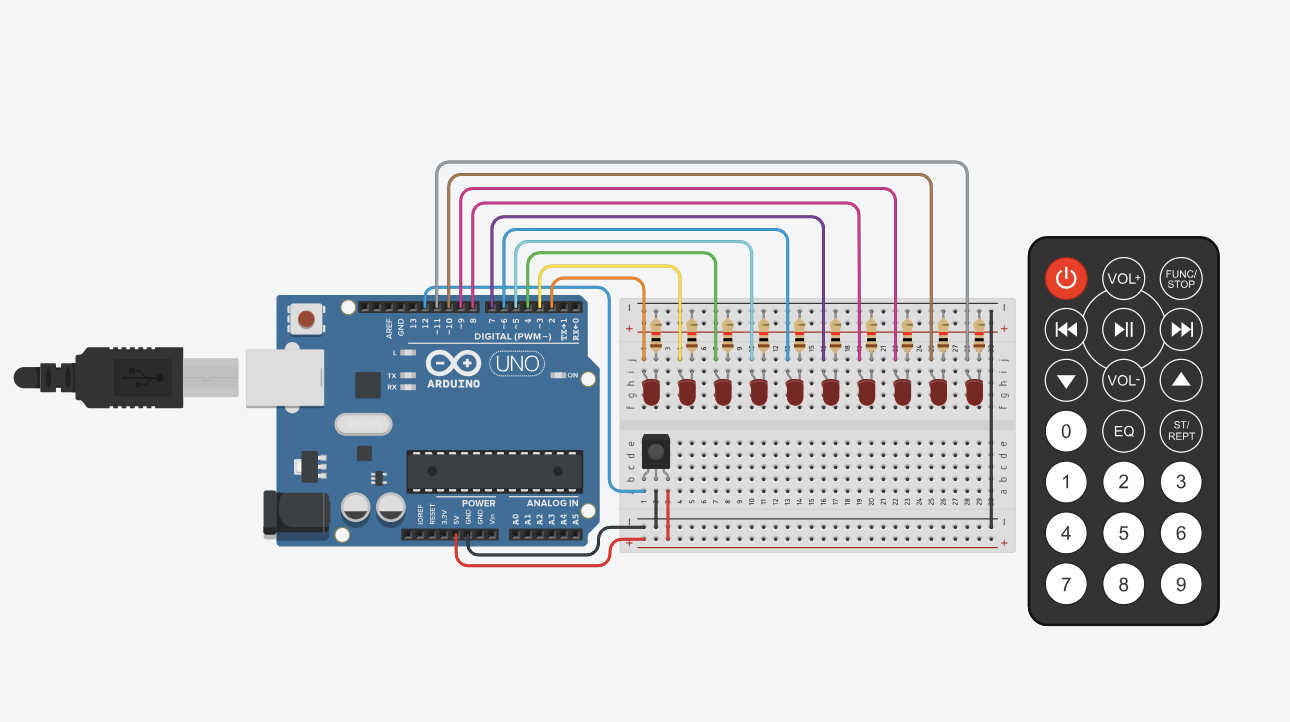 AREF
GND
13
12
~11
~10
~9
8
7
~6
~5
4
~3
2
TX→1
RX←0
DIGITAL (PWM~)
L
TX
RX
UNO
ARDUINO
ON
POWER
ANALOG IN
IOREF
RESET
3.3V
5V
GND
GND
Vin
A0
A1
A2
A3
A4
A5
j
i
h
g
f
e
d
c
b
a
VOL+
FUNC/
STOP
VOL-
0
EQ
ST/
REPT
1 2 3
4 5 6
7 8 9